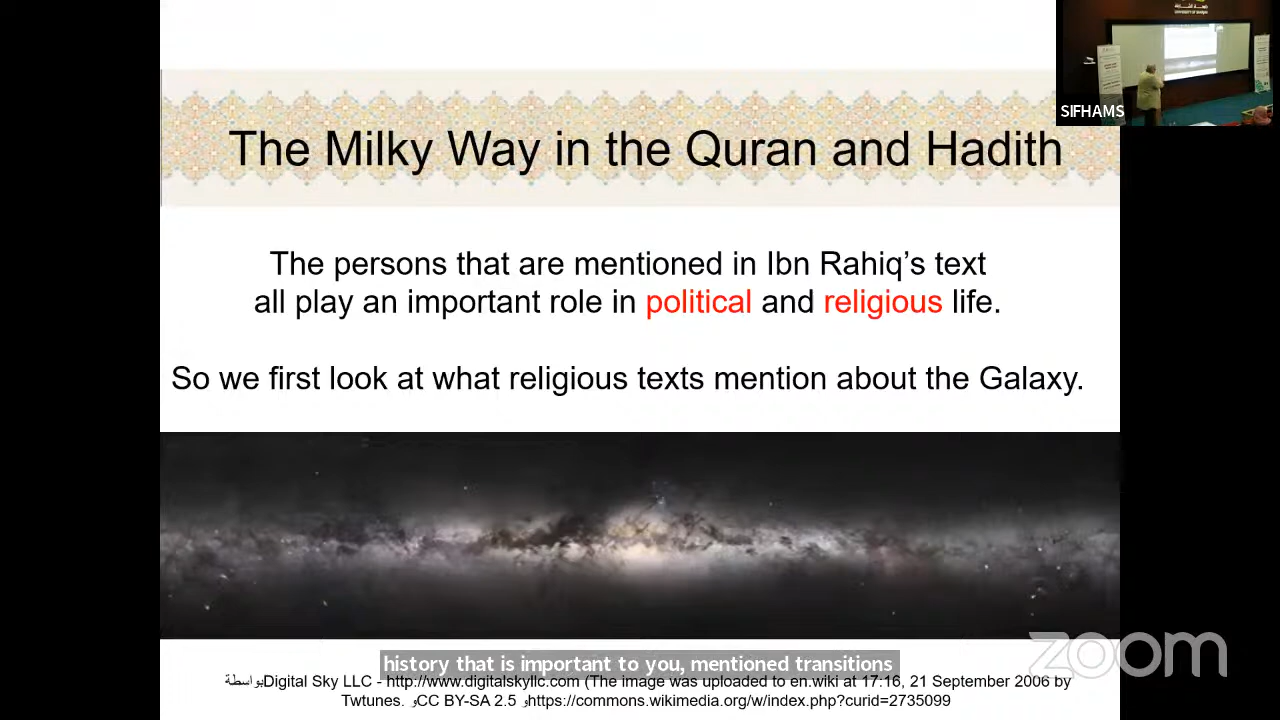 The Milky Way in the Quran and Hadith
SIFHAMS
The persons that are mentioned in Ibn Rahiq's text
all play an important role in political and religious life.
So we first look at what religious texts mention about the Galaxy.
zoom
history that is important to you, mentioned transitions
بواسطةDigital Sky LLC - http://www.digitalskyllc.com (The image was uploaded to en.wiki at 17:16, 21 September 2006 by
Twtunes. وCC BY-SA 2.5 وhttps://commons.wikimedia.org/w/index.php?curid=2735099